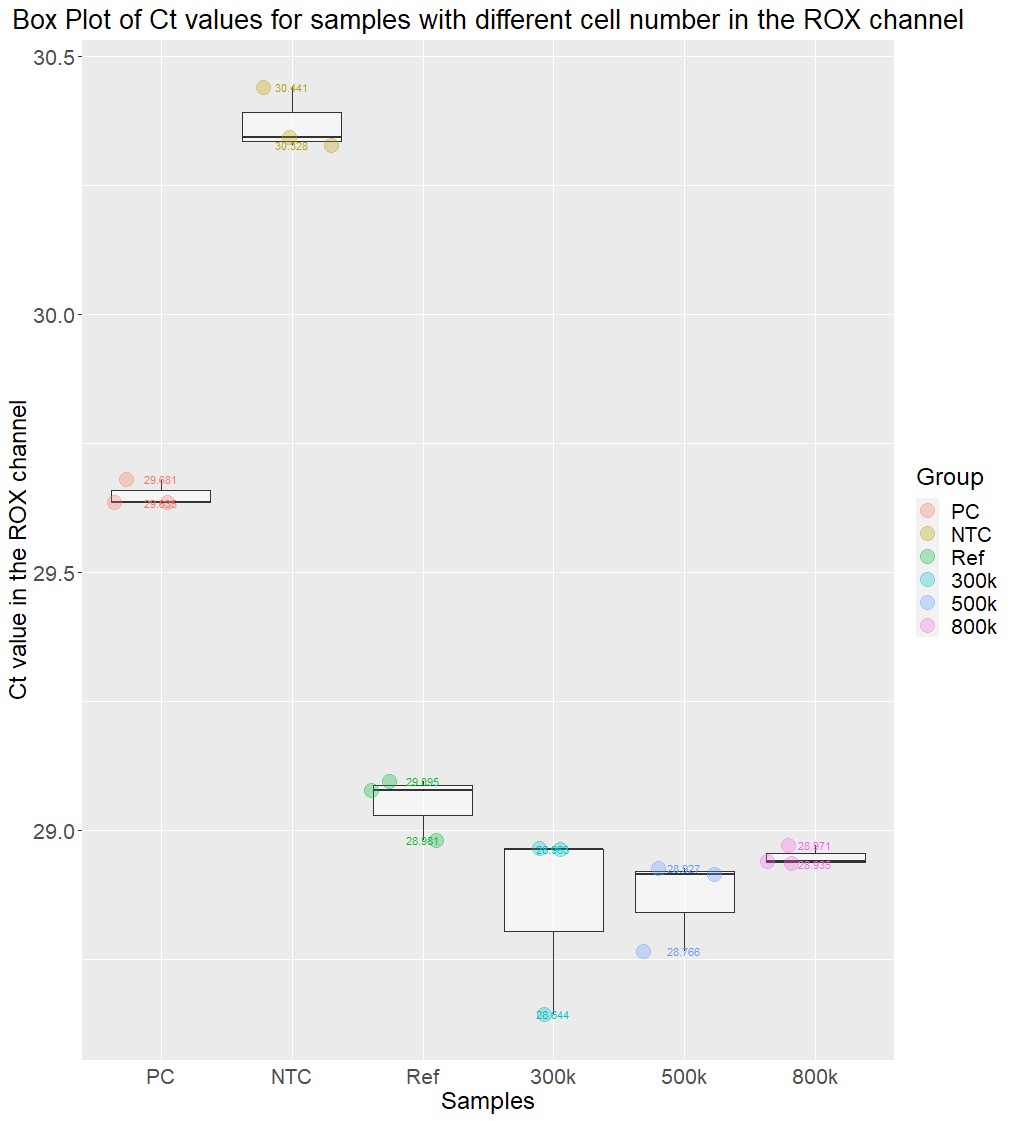 Box Plot of Ct values for samples with different cell number in the ROX channel
30.5
30.0
29.5
29.0
Ct value in the ROX channel
30.441
30.328
29.681
29.635
29.095
28.981
28.644
28.927
28.766
28.971
28.935
PC NTC Ref 300k 500k 800k
Samples
Group
PC
NTC
Ref
300k
500k
800k